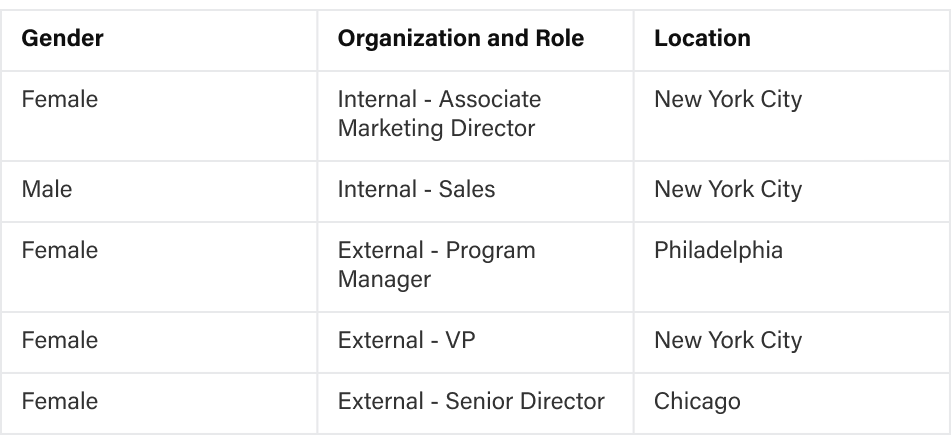 Gender Organization and Role Location
Female Internal - Associate Marketing Director New York City
Male Internal - Sales New York City
Female External - Program Manager Philadelphia
Female External - VP New York City
Female External - Senior Director Chicago